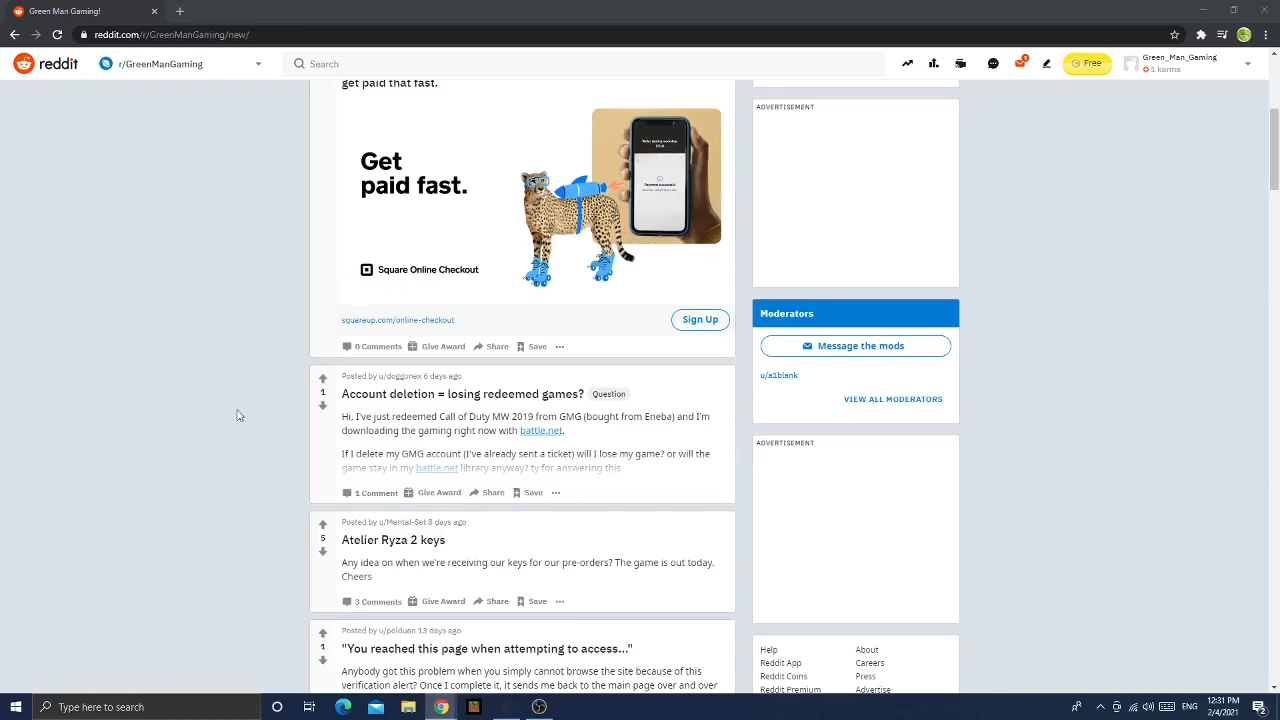 Green Man Gaming!
reddit.com/r/GreenManGaming/new/
reddit
r/GreenManGaming
Search
1
Free
Green_Man_Gaming
1 karma
get paid that fast.
Get
paid fast.
Square Online Checkout
squareup.com/online-checkout
Sign Up
0 Comments Give Award Share Save
ADVERTISEMENT
Moderators
Message the mods
u/a1blank
VIEW ALL MODERATORS
Posted by u/doggonex 6 days ago
1
Account deletion = losing redeemed games? Question
Hi, I've just redeemed Call of Duty MW 2019 from GMG (bought from Eneba) and I'm
downloading the gaming right now with battle.net.
If I delete my GMG account (I've already sent a ticket) will I lose my game? or will the
game stay in my battle.net library anyway? ty for answering this
1 Comment Give Award Share Save
ADVERTISEMENT
Posted by u/Mental-Set 8 days ago
5
Atelier Ryza 2 keys
Any idea on when we're receiving our keys for our pre-orders? The game is out today.
Cheers
3 Comments Give Award Share Save
Posted by u/polduan 13 days ago
1
"You reached this page when attempting to access..."
Anybody got this problem when you simply cannot browse the site because of this
verification alert? Once I complete it, it sends me back to the main page over and over
Help About
Reddit App Careers
Reddit Coins Press
Reddit Premium Advertise
Type here to search
ENG
12:31 PM
2/4/2021
2